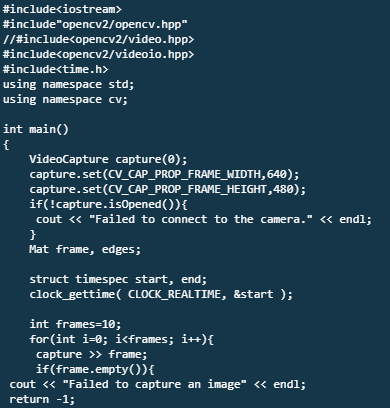 #include<iostream>
#include"opencv2/opencv.hpp"
//#include<opencv2/video.hpp>
#include<opencv2/videoio.hpp>
#include<time.h>
using namespace std;
using namespace cv;

int main()
{
    VideoCapture capture(0);
    capture.set(CV_CAP_PROP_FRAME_WIDTH,640);
    capture.set(CV_CAP_PROP_FRAME_HEIGHT,480);
    if(!capture.isOpened()){
     cout << "Failed to connect to the camera." << endl;
    }
    Mat frame, edges;

    struct timespec start, end;
    clock_gettime( CLOCK_REALTIME, &start );

    int frames=10;
    for(int i=0; i<frames; i++){
     capture >> frame;
     if(frame.empty()){
 cout << "Failed to capture an image" << endl;
 return -1;